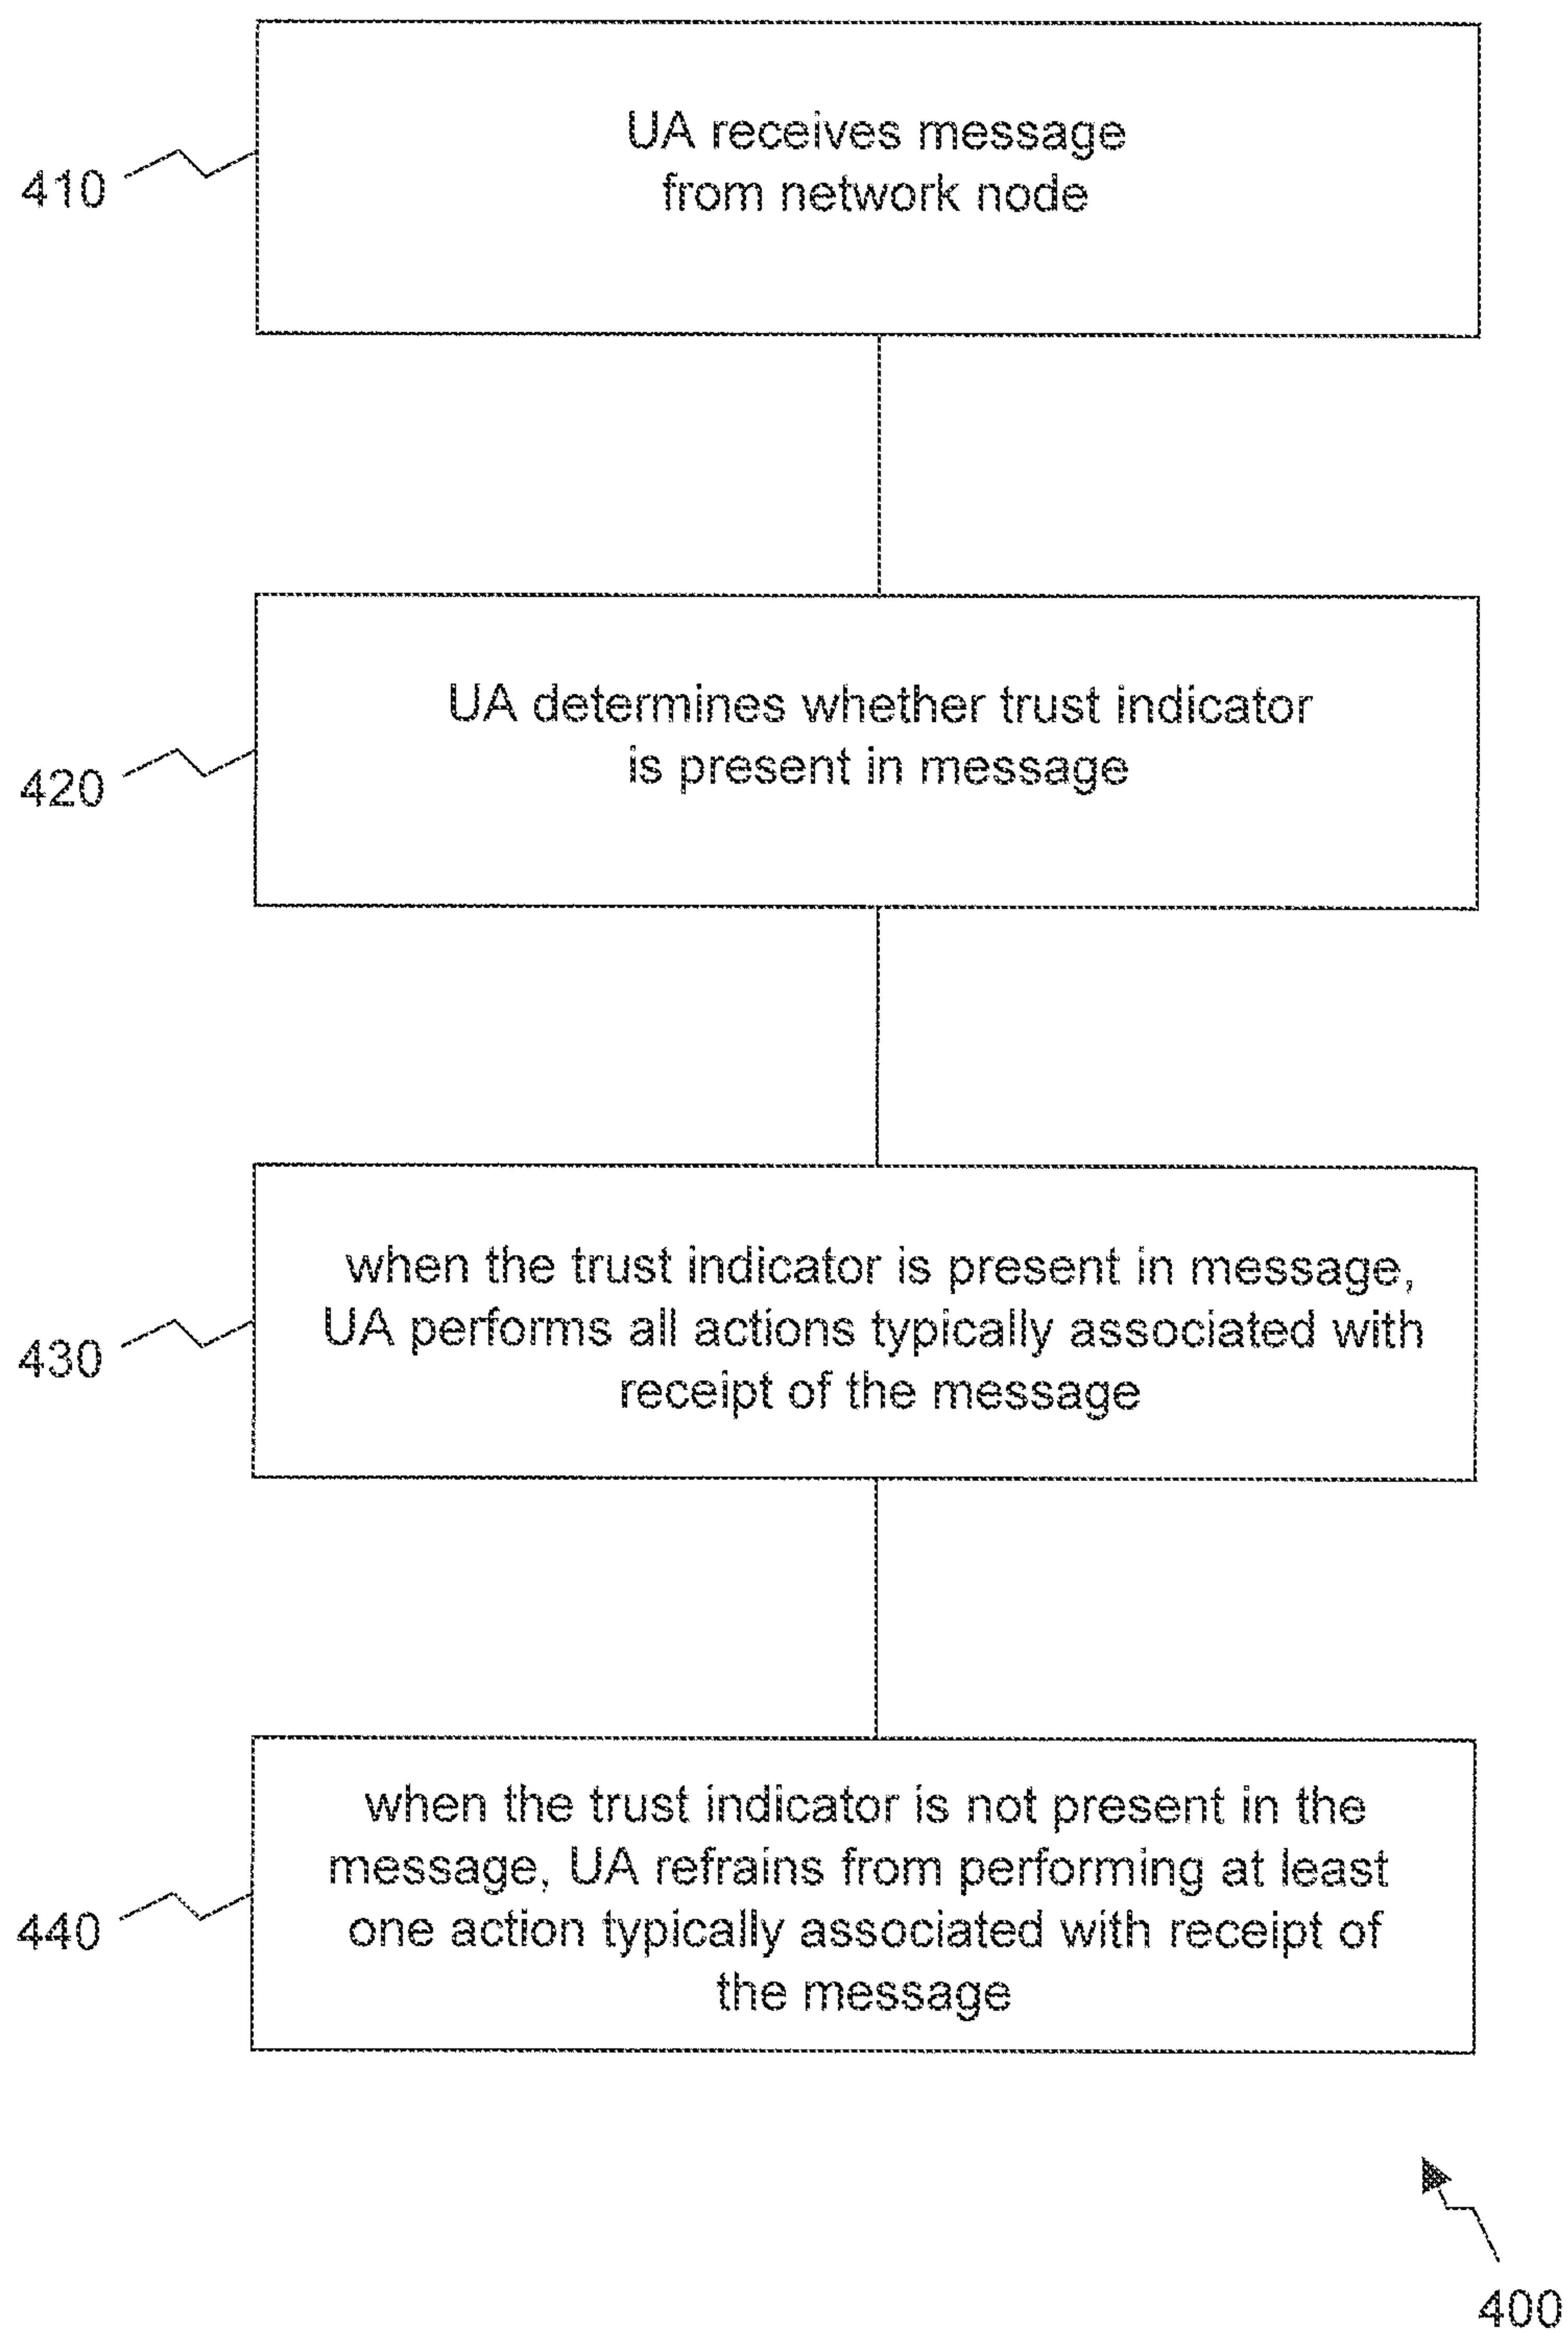 UA receives message
from network node
410
UA determines whether trust indicator
is present in message
420
when the trust indicator is present in message,
UA performs all actions typically associated with
receipt of the message
430
when the trust indicator is not present in the
message, UA refrains from performing at least
one action typically associated with receipt of
the message
440
400